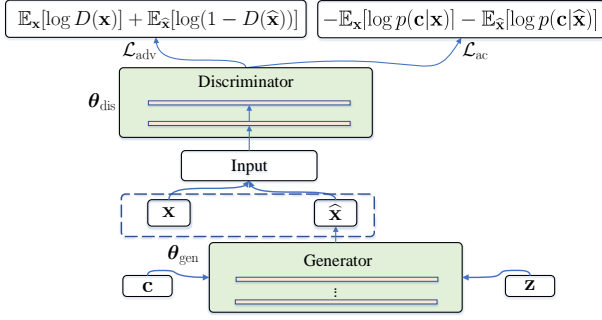 𝔼_𝐱[log D(𝐱)] + 𝔼_𝐱̂[log(1 − D(𝐱̂))]
−𝔼_𝐱[log p(𝐜|𝐱)] − 𝔼_𝐱̂[log p(𝐜|𝐱̂)]
ℒ_adv
ℒ_ac
Discriminator
𝜽_dis
Input
𝐱
𝐱̂
𝜽_gen
Generator
𝐜
⋮
𝐳